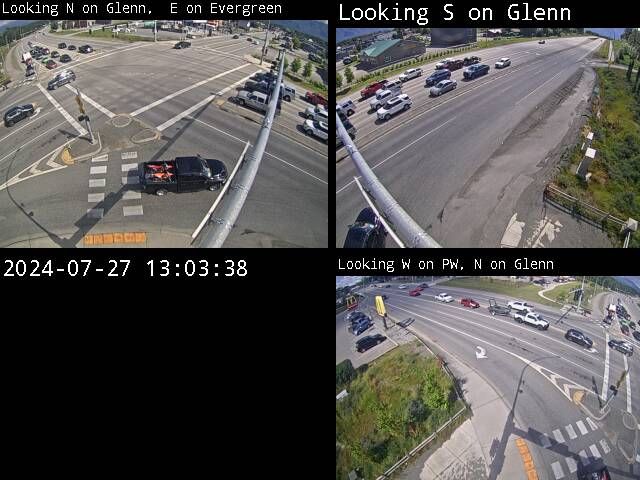 Looking N on Glenn, E on Evergreen
Looking S on Glenn
2024-07-27 13:03:38
Looking W on PW, N on Glenn